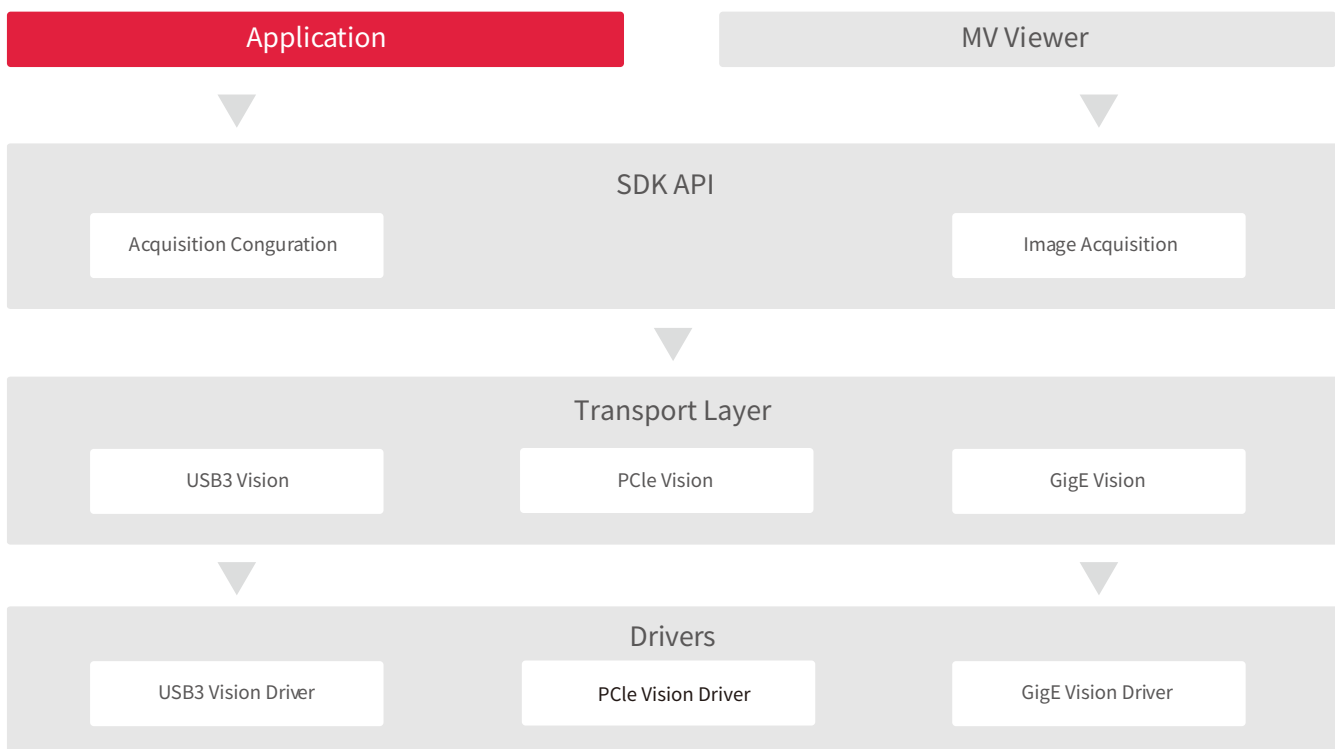 Application
MV Viewer
SDK API
Acquisition Conguration
Image Acquisition
Transport Layer
USB3 Vision
PCle Vision
GigE Vision
Drivers
USB3 Vision Driver
PCle Vision Driver
GigE Vision Driver